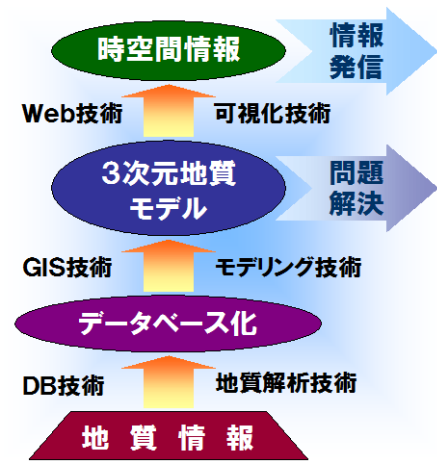 時空間情報
情報
発信
Web技術
可視化技術
3次元地質
モデル
問題
解決
GIS技術
モデリング技術
データベース化
DB技術
地質解析技術
地質情報